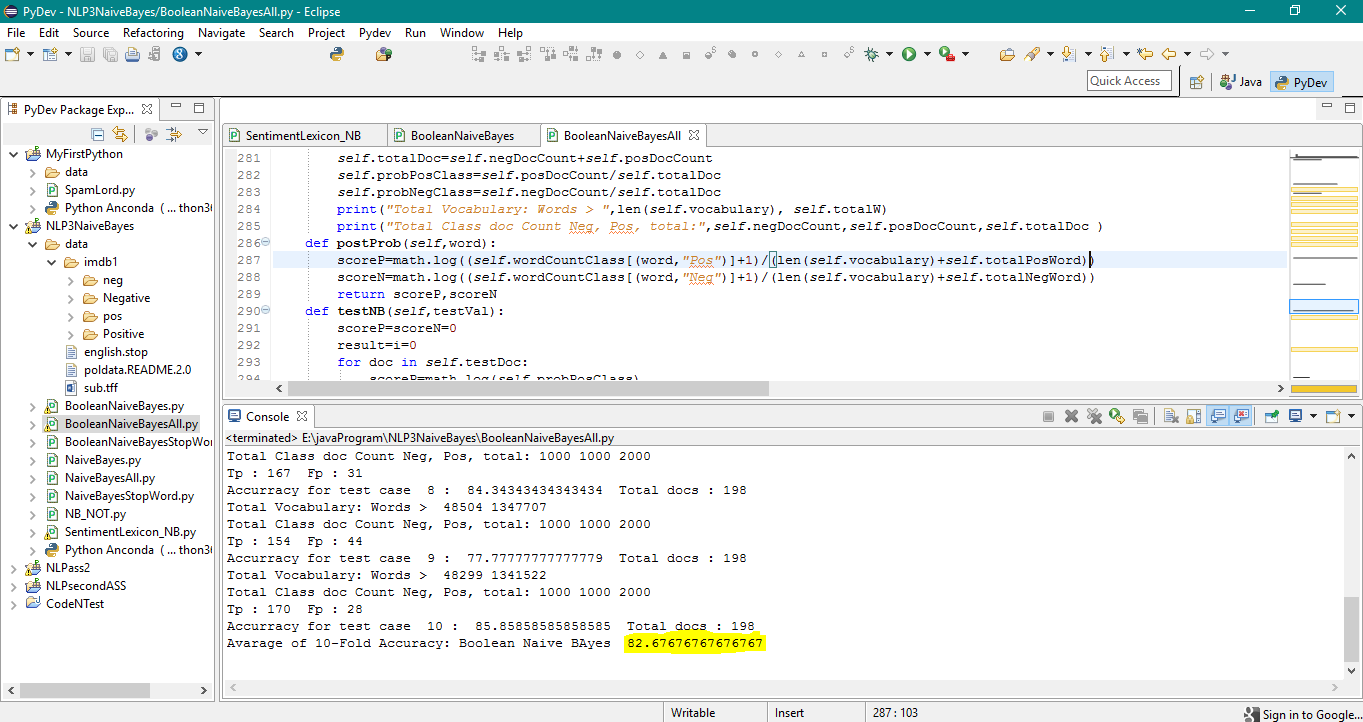 PyDev - NLP3NaiveBayes/BooleanNaiveBayesAll.py - Eclipse
File Edit Source Refactoring Navigate Search Project Pydev Run Window Help
Quick Access
Java
PyDev
PyDev Package Exp...
MyFirstPython
data
SpamLord.py
Python Anconda ( ... thon36
NLP3NaiveBayes
data
imdb1
neg
Negative
pos
Positive
english.stop
poldata.README.2.0
sub.tff
BooleanNaiveBayes.py
BooleanNaiveBayesAll.py
BooleanNaiveBayesStopWor
NaiveBayes.py
NaiveBayesAll.py
NaiveBayesStopWord.py
NB_NOT.py
SentimentLexicon_NB.py
Python Anconda ( ... thon36
NLPass2
NLPsecondASS
CodeNTest
SentimentLexicon_NB BooleanNaiveBayes BooleanNaiveBayesAll
281 self.totalDoc=self.negDocCount+self.posDocCount
282 self.probPosClass=self.posDocCount/self.totalDoc
283 self.probNegClass=self.negDocCount/self.totalDoc
284 print("Total Vocabulary: Words > ",len(self.vocabulary), self.totalW)
285 print("Total Class doc Count Neg, Pos, total:",self.negDocCount,self.posDocCount,self.totalDoc )
286 def postProb(self,word):
287 scoreP=math.log((self.wordCountClass[(word,"Pos")]+1)/(len(self.vocabulary)+self.totalPosWord))
288 scoreN=math.log((self.wordCountClass[(word,"Neg")]+1)/(len(self.vocabulary)+self.totalNegWord))
289 return scoreP,scoreN
290 def testNB(self,testVal):
291 scoreP=scoreN=0
292 result=i=0
293 for doc in self.testDoc:
294 scoreP=math.log(self.probPosClass)
Console
<terminated> E:\javaProgram\NLP3NaiveBayes\BooleanNaiveBayesAll.py
Total Class doc Count Neg, Pos, total: 1000 1000 2000
Tp : 167 Fp : 31
Accurracy for test case 8 : 84.34343434343434 Total docs : 198
Total Vocabulary: Words > 48504 1347707
Total Class doc Count Neg, Pos, total: 1000 1000 2000
Tp : 154 Fp : 44
Accurracy for test case 9 : 77.77777777777779 Total docs : 198
Total Vocabulary: Words > 48299 1341522
Total Class doc Count Neg, Pos, total: 1000 1000 2000
Tp : 170 Fp : 28
Accurracy for test case 10 : 85.85858585858585 Total docs : 198
Avarage of 10-Fold Accuracy: Boolean Naive BAyes 82.67676767676767
Writable Insert 287 : 103
Sign in to Google...